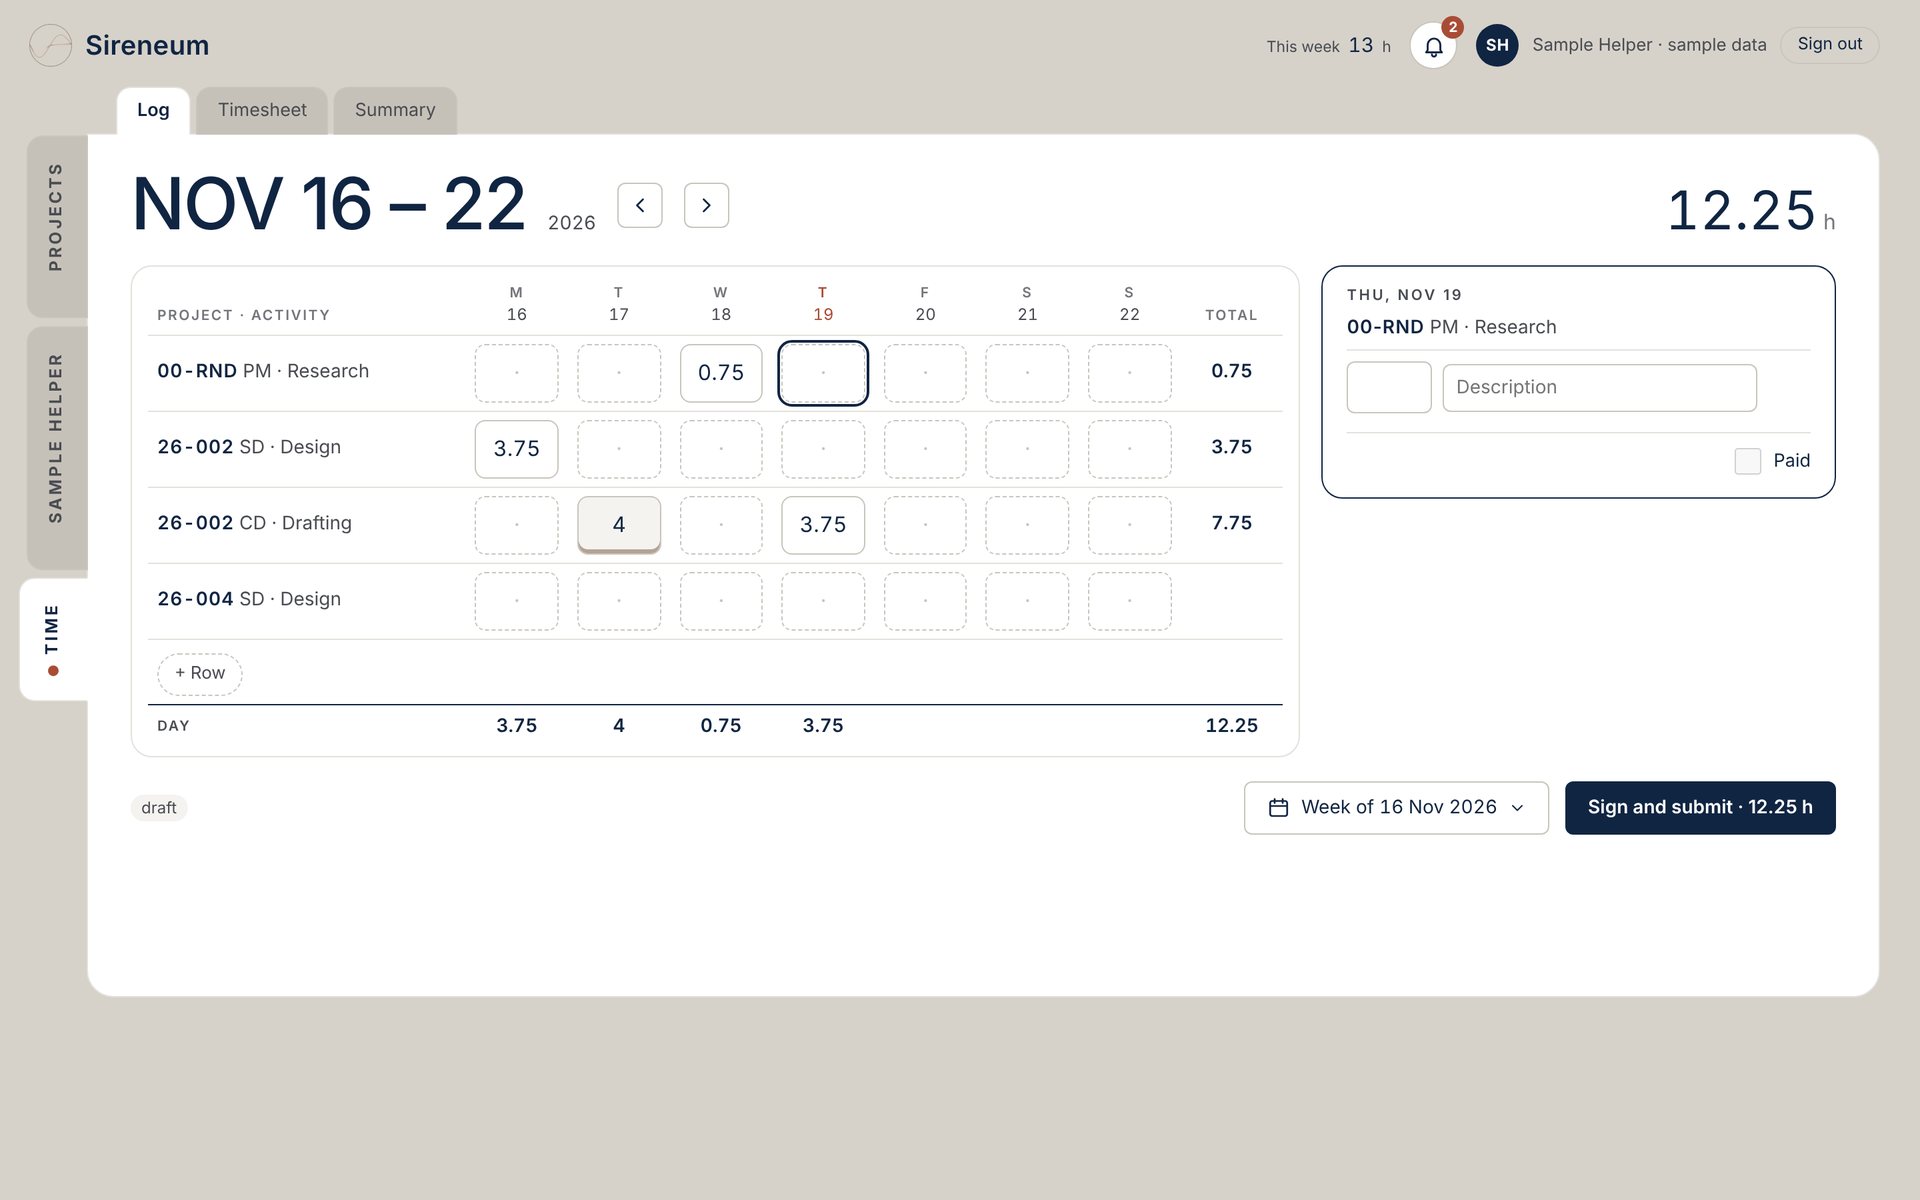 Sireneum
This week 13 h
2
SH
Sample Helper · sample data
Sign out
Log
Timesheet
Summary
PROJECTS
SAMPLE HELPER
TIME
NOV 16 – 22
2026
12.25 h
M T W T F S S
PROJECT · ACTIVITY 16 17 18 19 20 21 22 TOTAL
00-RND PM · Research · · 0.75 · · · · 0.75
26-002 SD · Design 3.75 · · · · · · 3.75
26-002 CD · Drafting · 4 · 3.75 · · · 7.75
26-004 SD · Design · · · · · · ·
+ Row
DAY 3.75 4 0.75 3.75 12.25
THU, NOV 19
00-RND PM · Research
Description
Paid
draft
Week of 16 Nov 2026
Sign and submit · 12.25 h